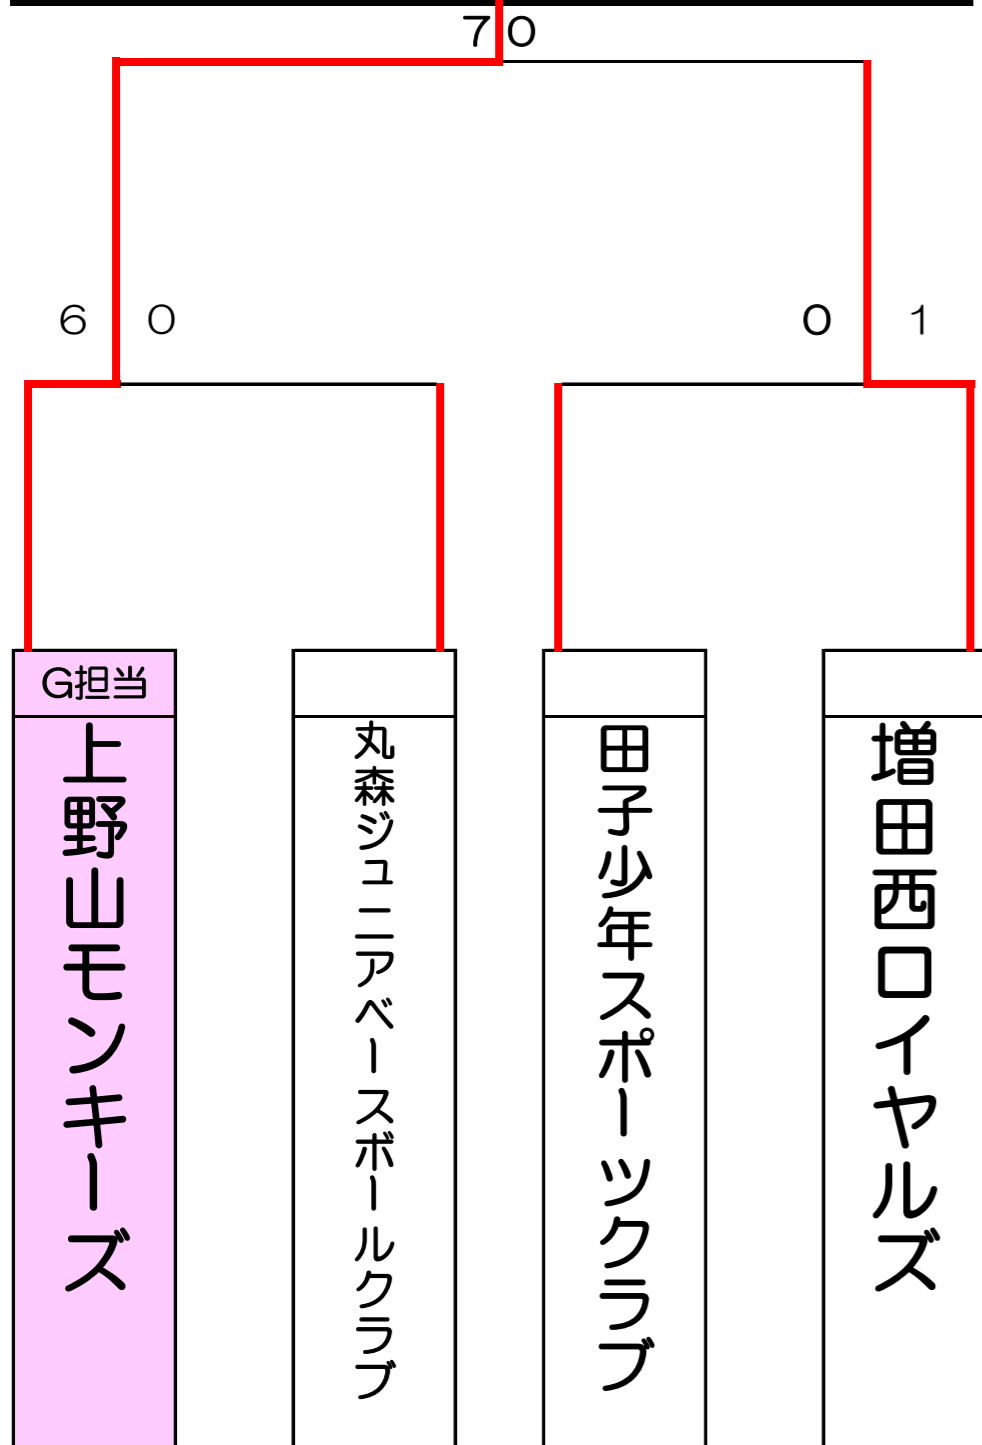 ７ ０
６ ０
０ １
G担当
上野山モンキーズ
丸森ジュニアベースボールクラブ
田子少年スポーツクラブ
増田西ロイヤルズ